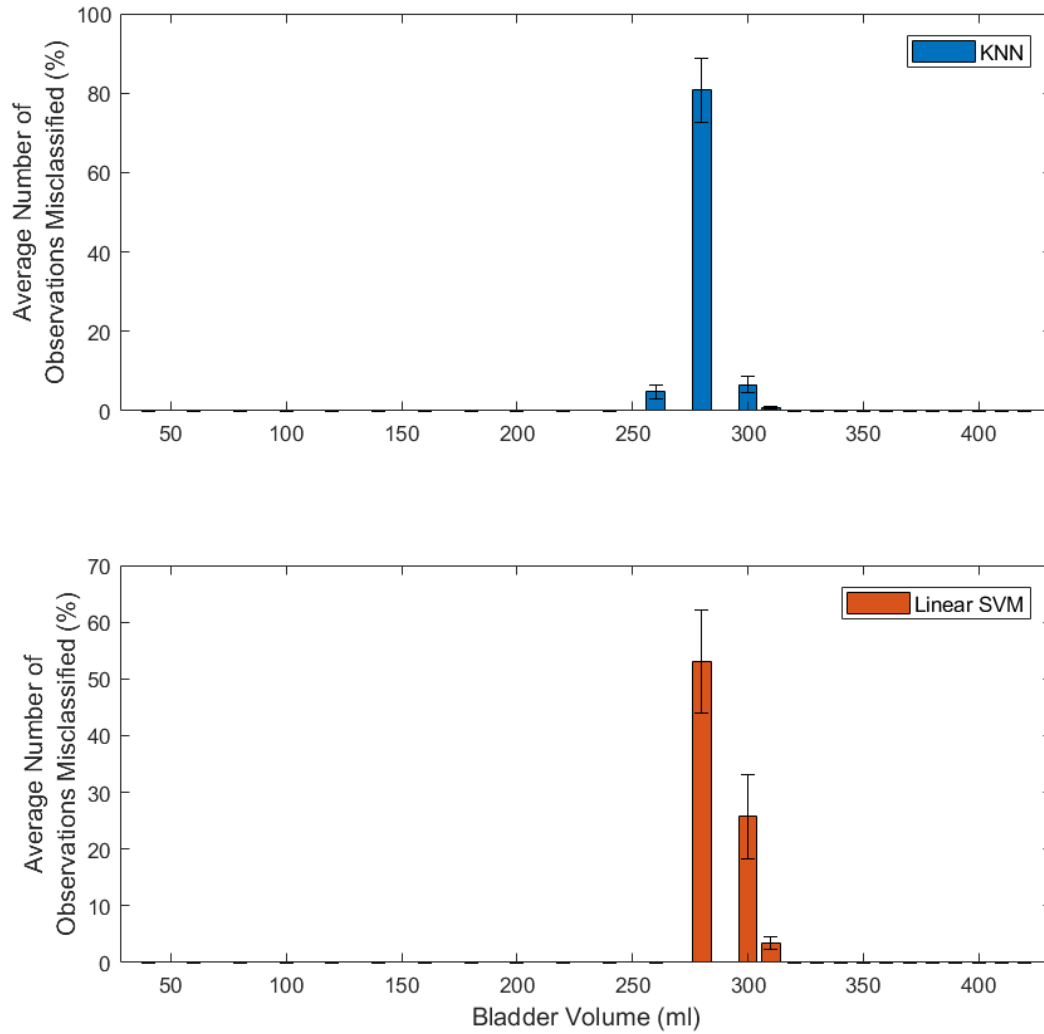 100
80
60
40
20
0
Average Number of
Observations Misclassified (%)
KNN
50 100 150 200 250 300 350 400
70
60
50
40
30
20
10
0
Average Number of
Observations Misclassified (%)
Linear SVM
50 100 150 200 250 300 350 400
Bladder Volume (ml)